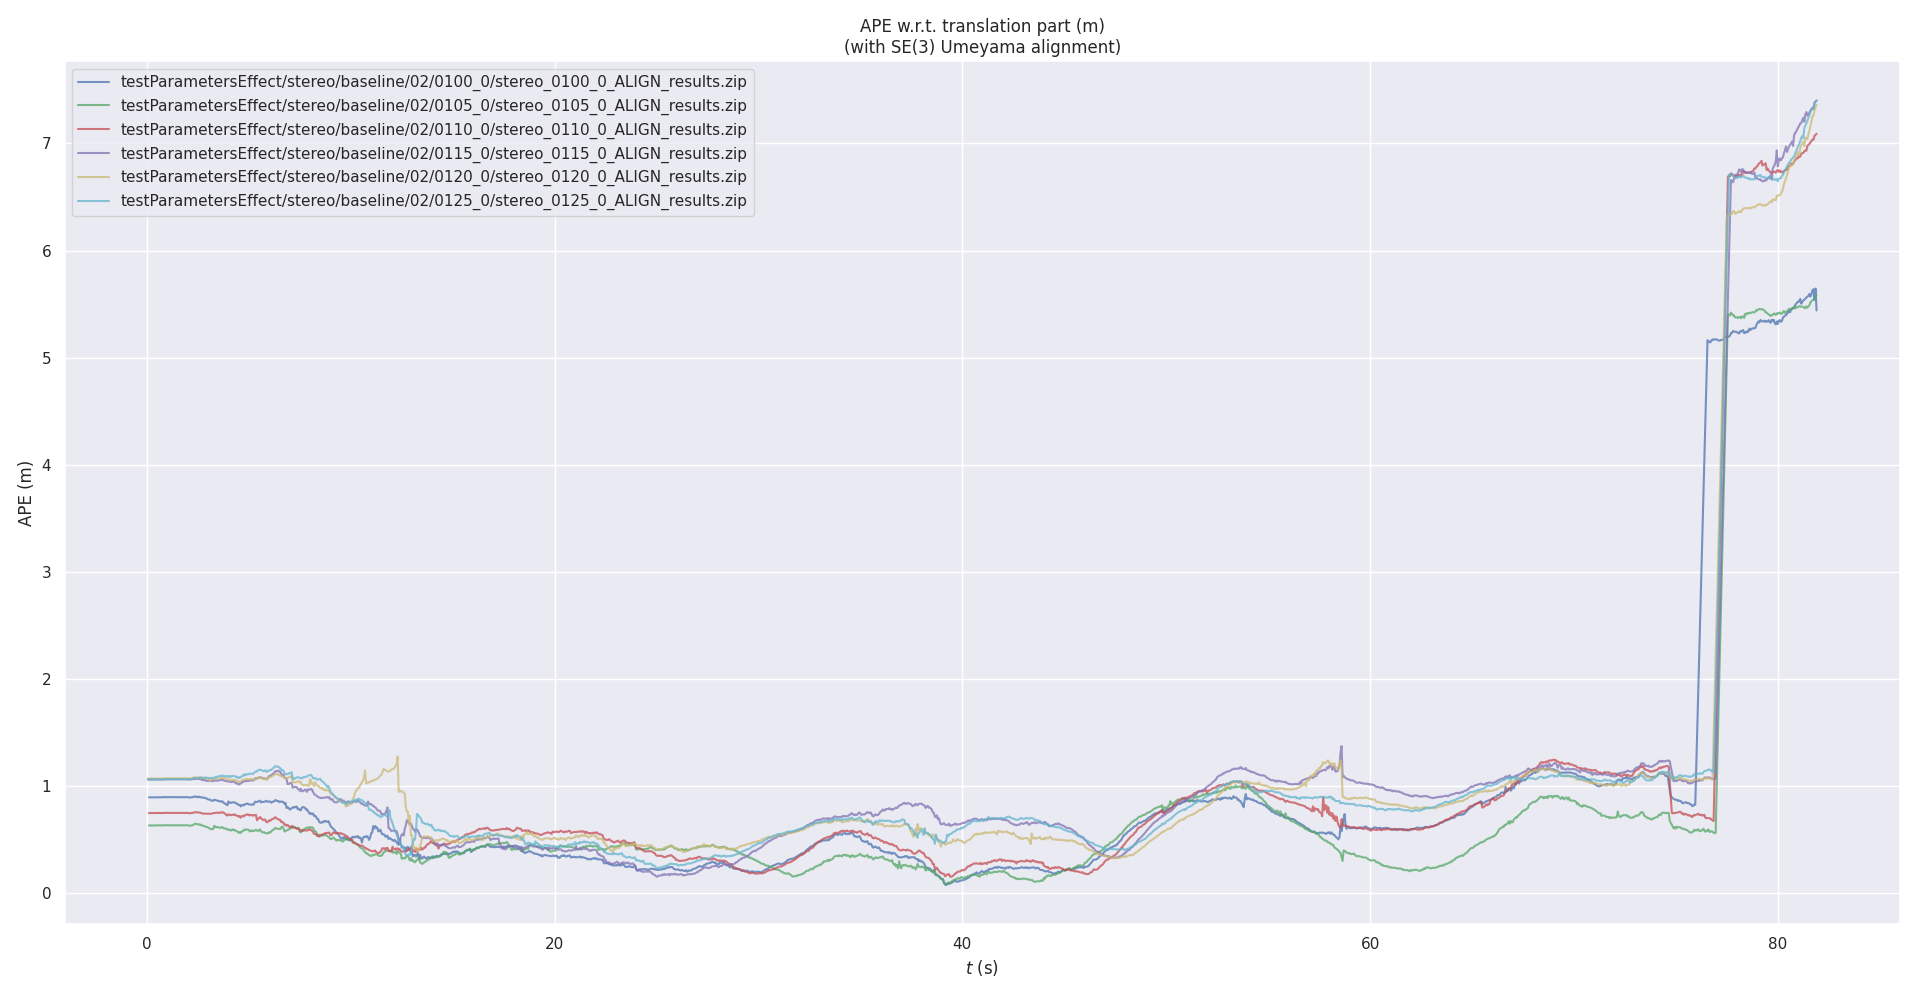 APE w.r.t. translation part (m)
(with SE(3) Umeyama alignment)
testParametersEffect/stereo/baseline/02/0100_0/stereo_0100_0_ALIGN_results.zip
testParametersEffect/stereo/baseline/02/0105_0/stereo_0105_0_ALIGN_results.zip
testParametersEffect/stereo/baseline/02/0110_0/stereo_0110_0_ALIGN_results.zip
testParametersEffect/stereo/baseline/02/0115_0/stereo_0115_0_ALIGN_results.zip
testParametersEffect/stereo/baseline/02/0120_0/stereo_0120_0_ALIGN_results.zip
testParametersEffect/stereo/baseline/02/0125_0/stereo_0125_0_ALIGN_results.zip
7
6
5
4
3
2
1
0
APE (m)
0 20 40 60 80
t (s)